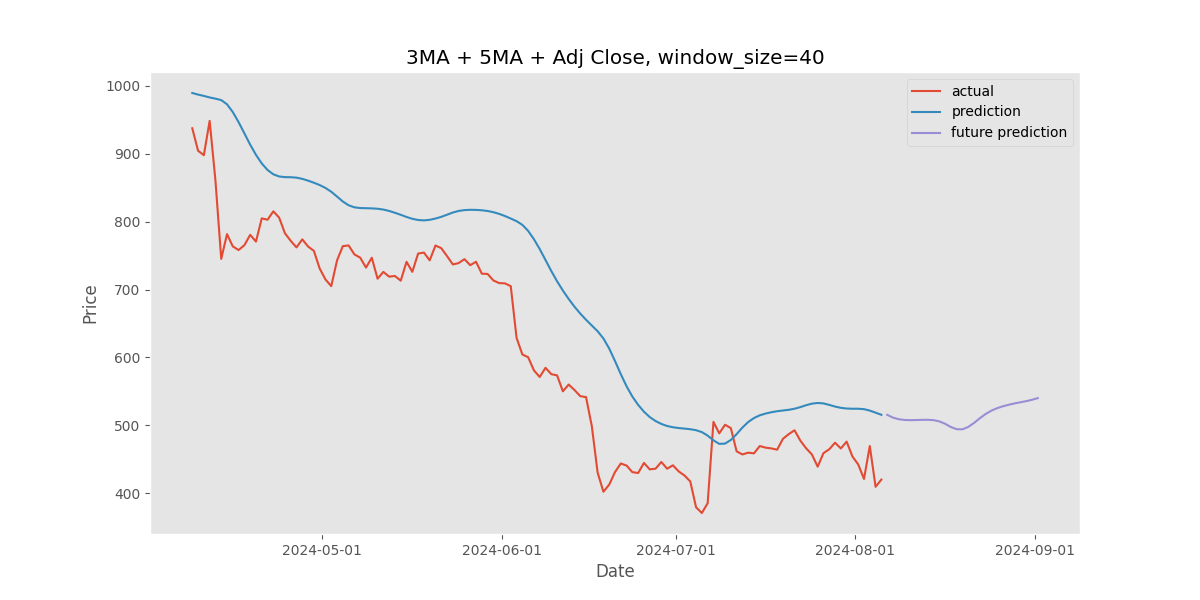 3MA + 5MA + Adj Close, window_size=40
actual
prediction
future prediction
1000
900
800
700
600
500
400
Price
2024-05-01
2024-06-01
2024-07-01
2024-08-01
2024-09-01
Date